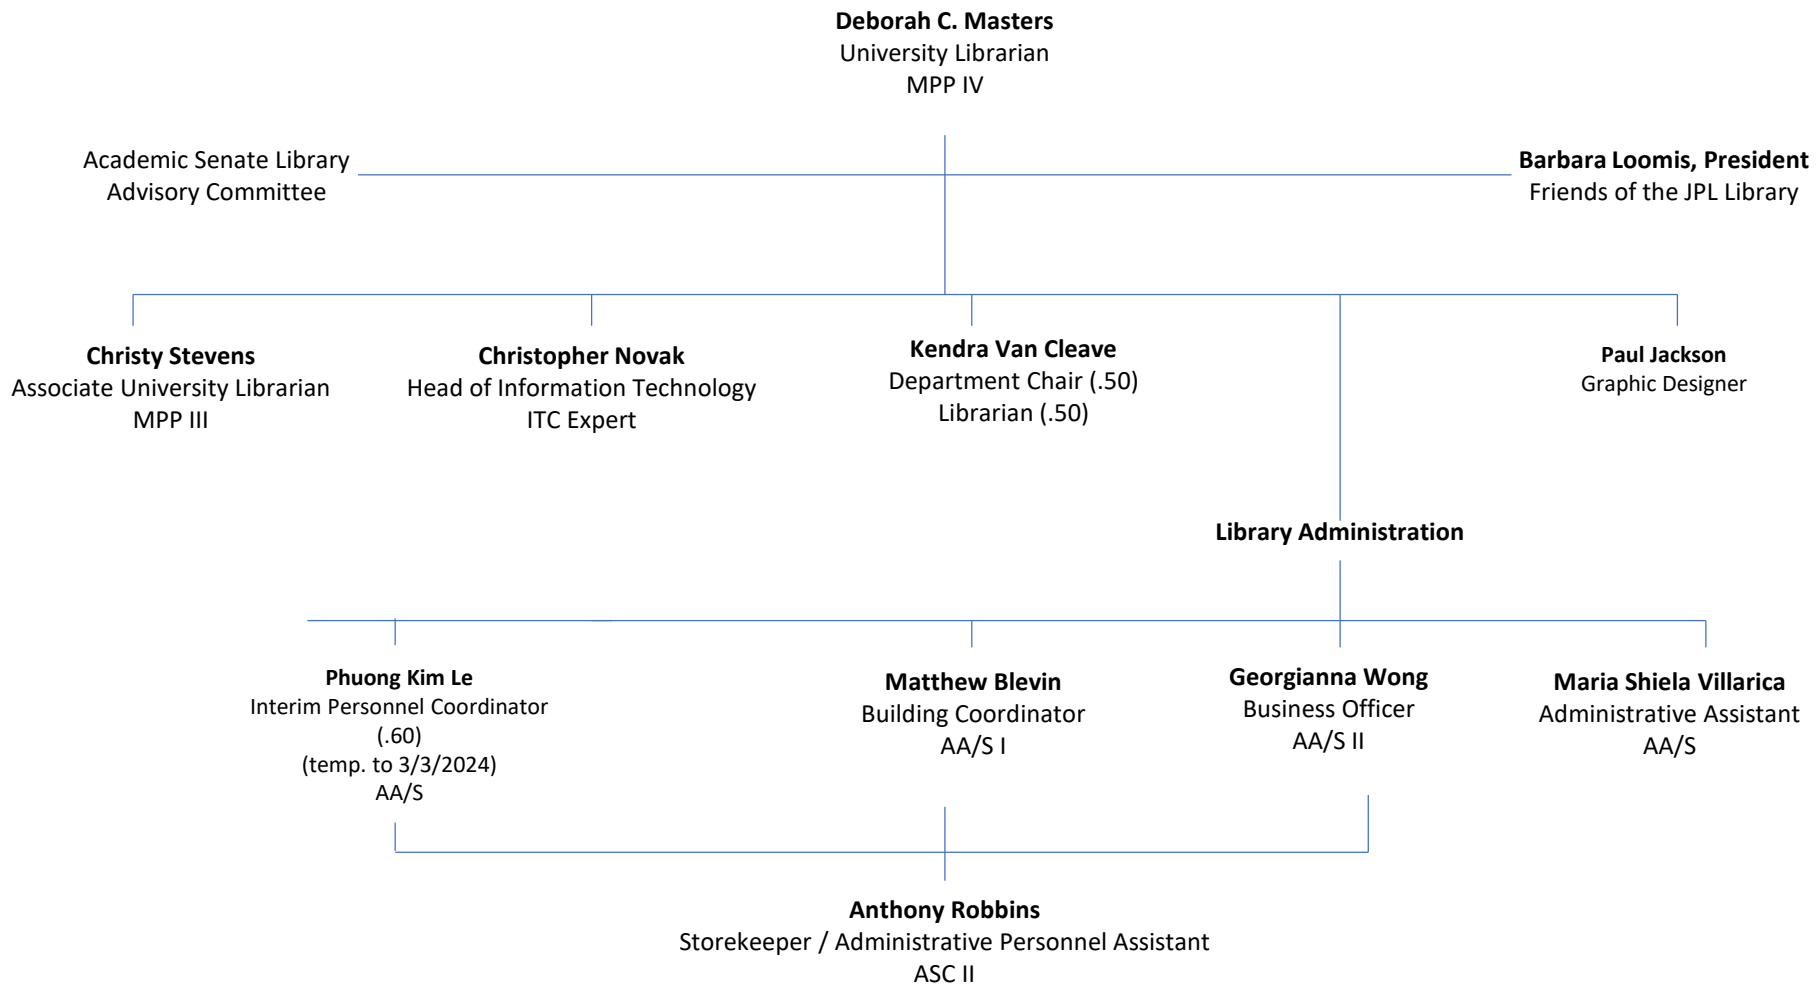 Deborah C. Masters
University Librarian
MPP IV
Academic Senate Library
Advisory Committee
Barbara Loomis, President
Friends of the JPL Library
Christy Stevens
Associate University Librarian
MPP III
Christopher Novak
Head of Information Technology
ITC Expert
Kendra Van Cleave
Department Chair (.50)
Librarian (.50)
Paul Jackson
Graphic Designer
Library Administration
Phuong Kim Le
Interim Personnel Coordinator
(.60)
(temp. to 3/3/2024)
AA/S
Matthew Blevin
Building Coordinator
AA/S I
Georgianna Wong
Business Officer
AA/S II
Maria Shiela Villarica
Administrative Assistant
AA/S
Anthony Robbins
Storekeeper / Administrative Personnel Assistant
ASC II